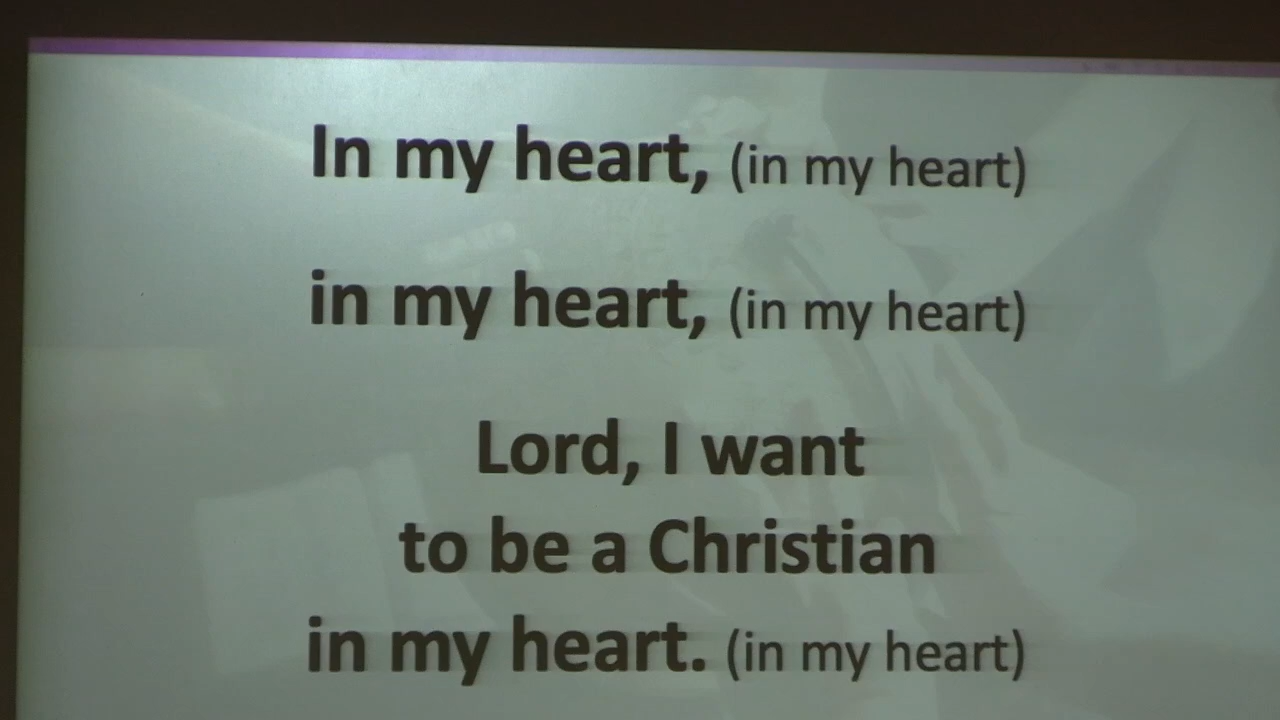 In my heart, (in my heart)
in my heart, (in my heart)
Lord, I want
to be a Christian
in my heart. (in my heart)